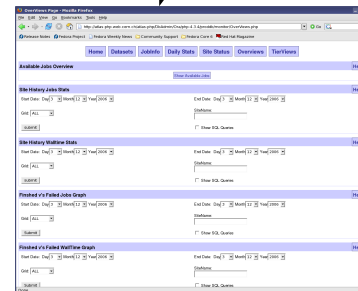 OverViews Page - Mozilla Firefox
File Edit View Go Bookmarks Tools Help
Go
Release Notes Fedora Project Fedora Weekly News Community Support Fedora Core 6 Red Hat Magazine
Home Datasets JobInfo Daily Stats Site Status Overviews TierViews
Available Jobs Overview
Show Available Jobs
Site History Jobs Stats
Start Date: Day 3 Month 12 Year 2006 End Date: Day 3 Month 12 Year 2006
Grid: ALL SiteName:
submit Show SQL Queries
Site History Walltime Stats
Start Date: Day 3 Month 12 Year 2006 End Date: Day 3 Month 12 Year 2006
Grid: ALL SiteName:
submit Show SQL Queries
Finshed v's Failed Jobs Graph
Start Date: Day 3 Month 12 Year 2006 End Date: Day 3 Month 12 Year 2006
Grid: ALL SiteName:
Submit Show SQL Queries
Finshed v's Failed WallTime Graph
Start Date: Day 3 Month 12 Year 2006 End Date: Day 3 Month 12 Year 2006
Grid: ALL SiteName:
Submit Show SQL Queries
Done